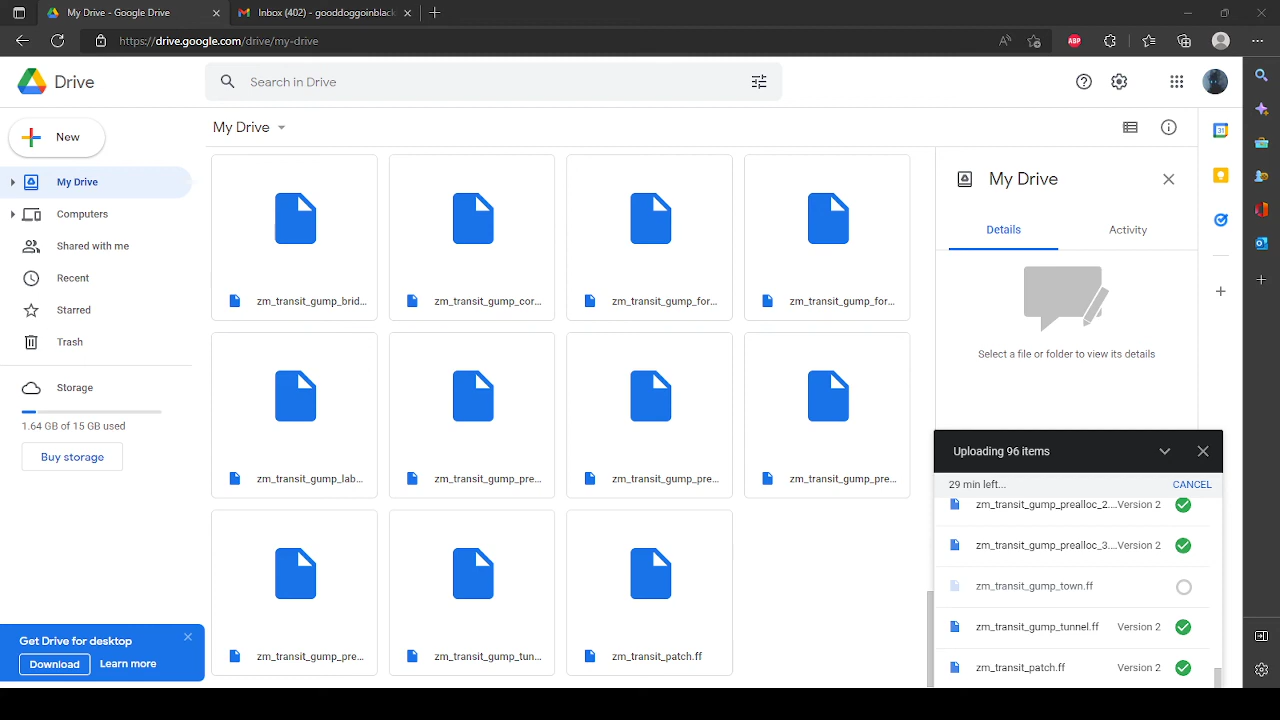 My Drive - Google Drive
Inbox (402) - gooddoggoinblack
https://drive.google.com/drive/my-drive
ABP
Drive
Search in Drive
New
My Drive
My Drive
Computers
Shared with me
Recent
Starred
Trash
Storage
1.64 GB of 15 GB used
Buy storage
zm_transit_gump_brid...
zm_transit_gump_cor...
zm_transit_gump_for...
zm_transit_gump_for...
zm_transit_gump_lab...
zm_transit_gump_pre...
zm_transit_gump_pre...
zm_transit_gump_pre...
zm_transit_gump_pre...
zm_transit_gump_tun...
zm_transit_patch.ff
My Drive
Details
Activity
Select a file or folder to view its details
31
Uploading 96 items
29 min left...
CANCEL
zm_transit_gump_prealloc_2.... Version 2
zm_transit_gump_prealloc_3.... Version 2
zm_transit_gump_town.ff
zm_transit_gump_tunnel.ff Version 2
zm_transit_patch.ff Version 2
Get Drive for desktop
Download
Learn more